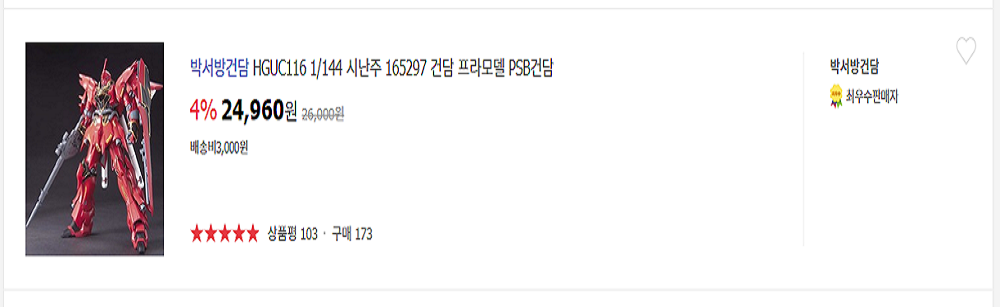 박서방건담 HGUC116 1/144 시난주 165297 건담 프라모델 PSB건담
4% 24,960원 26,000원
배송비3,000원
★★★★★ 상품평 103 · 구매 173
박서방건담
최우수판매자